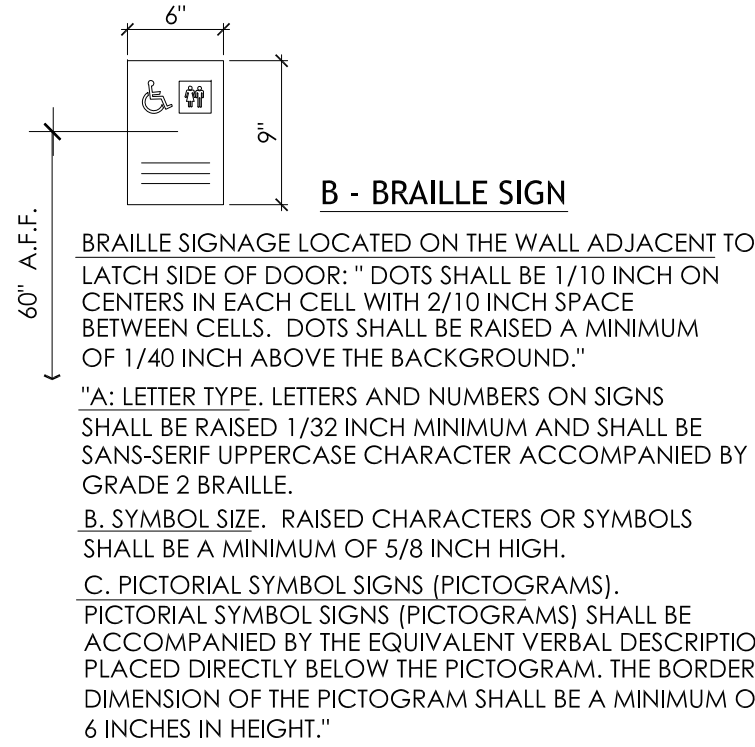 6"
9"
60" A.F.F.
B - BRAILLE SIGN
BRAILLE SIGNAGE LOCATED ON THE WALL ADJACENT TO
LATCH SIDE OF DOOR: " DOTS SHALL BE 1/10 INCH ON
CENTERS IN EACH CELL WITH 2/10 INCH SPACE
BETWEEN CELLS. DOTS SHALL BE RAISED A MINIMUM
OF 1/40 INCH ABOVE THE BACKGROUND."
"A: LETTER TYPE. LETTERS AND NUMBERS ON SIGNS
SHALL BE RAISED 1/32 INCH MINIMUM AND SHALL BE
SANS-SERIF UPPERCASE CHARACTER ACCOMPANIED BY
GRADE 2 BRAILLE.
B. SYMBOL SIZE. RAISED CHARACTERS OR SYMBOLS
SHALL BE A MINIMUM OF 5/8 INCH HIGH.
C. PICTORIAL SYMBOL SIGNS (PICTOGRAMS).
PICTORIAL SYMBOL SIGNS (PICTOGRAMS) SHALL BE
ACCOMPANIED BY THE EQUIVALENT VERBAL DESCRIPTIO
PLACED DIRECTLY BELOW THE PICTOGRAM. THE BORDER
DIMENSION OF THE PICTOGRAM SHALL BE A MINIMUM O
6 INCHES IN HEIGHT."